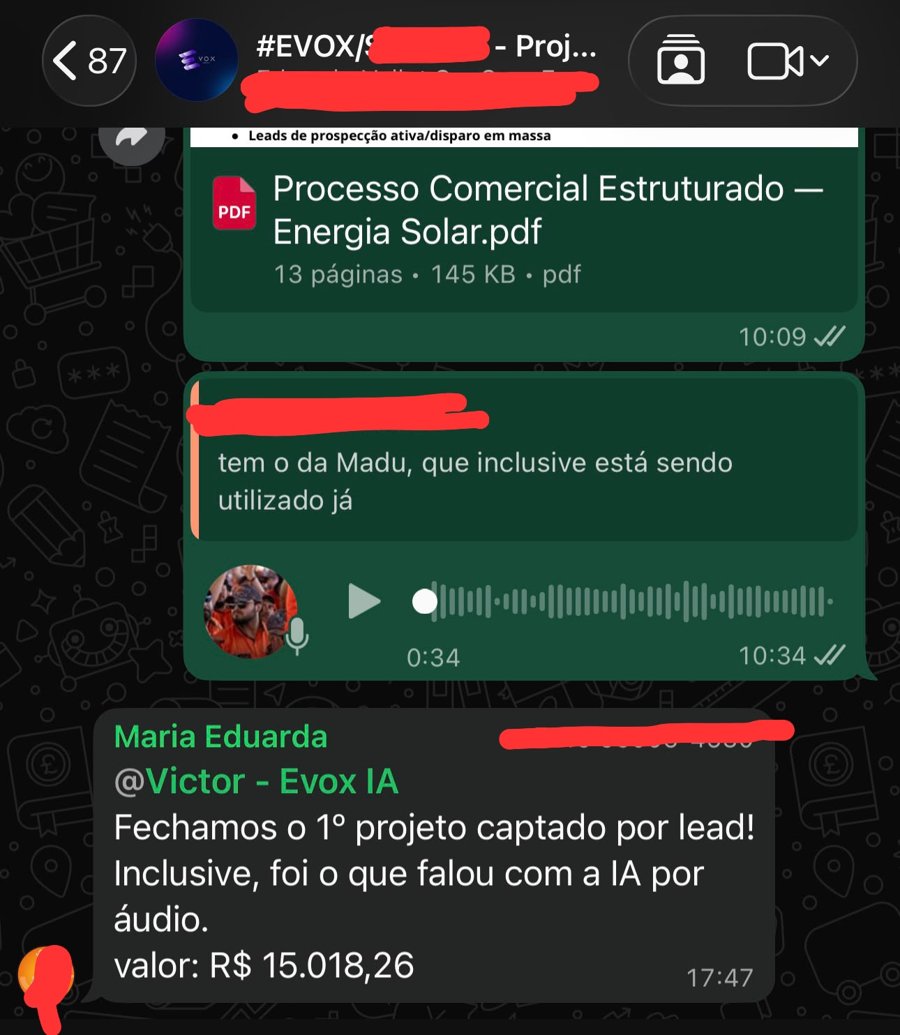 87
EVOX
#EVOX/ - Proj...
• Leads de prospecção ativa/disparo em massa
PDF
Processo Comercial Estruturado —
Energia Solar.pdf
13 páginas • 145 KB • pdf
10:09
tem o da Madu, que inclusive está sendo
utilizado já
0:34
10:34
Maria Eduarda
@Victor - Evox IA
Fechamos o 1º projeto captado por lead!
Inclusive, foi o que falou com a IA por
áudio.
valor: R$ 15.018,26
17:47